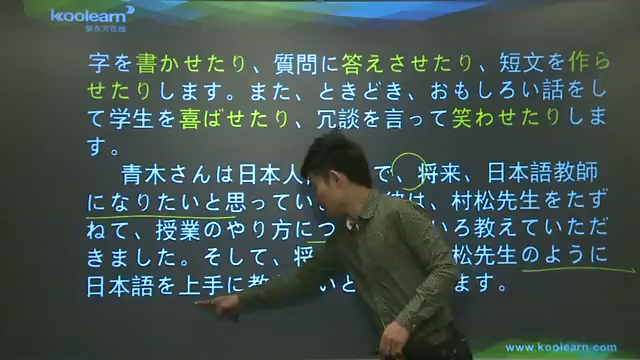 koolearn
新东方在线
字を書かせたり、質問に答えさせたり、短文を作ら
せたりします。また、ときどき、おもしろい話をし
て学生を喜ばせたり、冗談を言って笑わせたりしま
す。
青木さんは日本人 で、将来、日本語教師
になりたいと思ってい は、村松先生をたず
ねて、授業のやり方につ いろ教えていただ
きました。そして、将 松先生のように
日本語を上手に教 いと ます。
www.koolearn.com